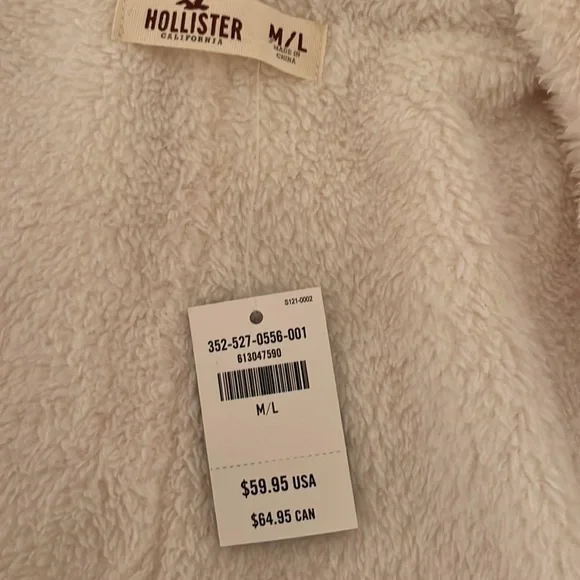 HOLLISTER
CALIFORNIA
M/L
MADE IN
CHINA
S121-0002
352-527-0556-001
613047590
M/L
$59.95 USA
$64.95 CAN